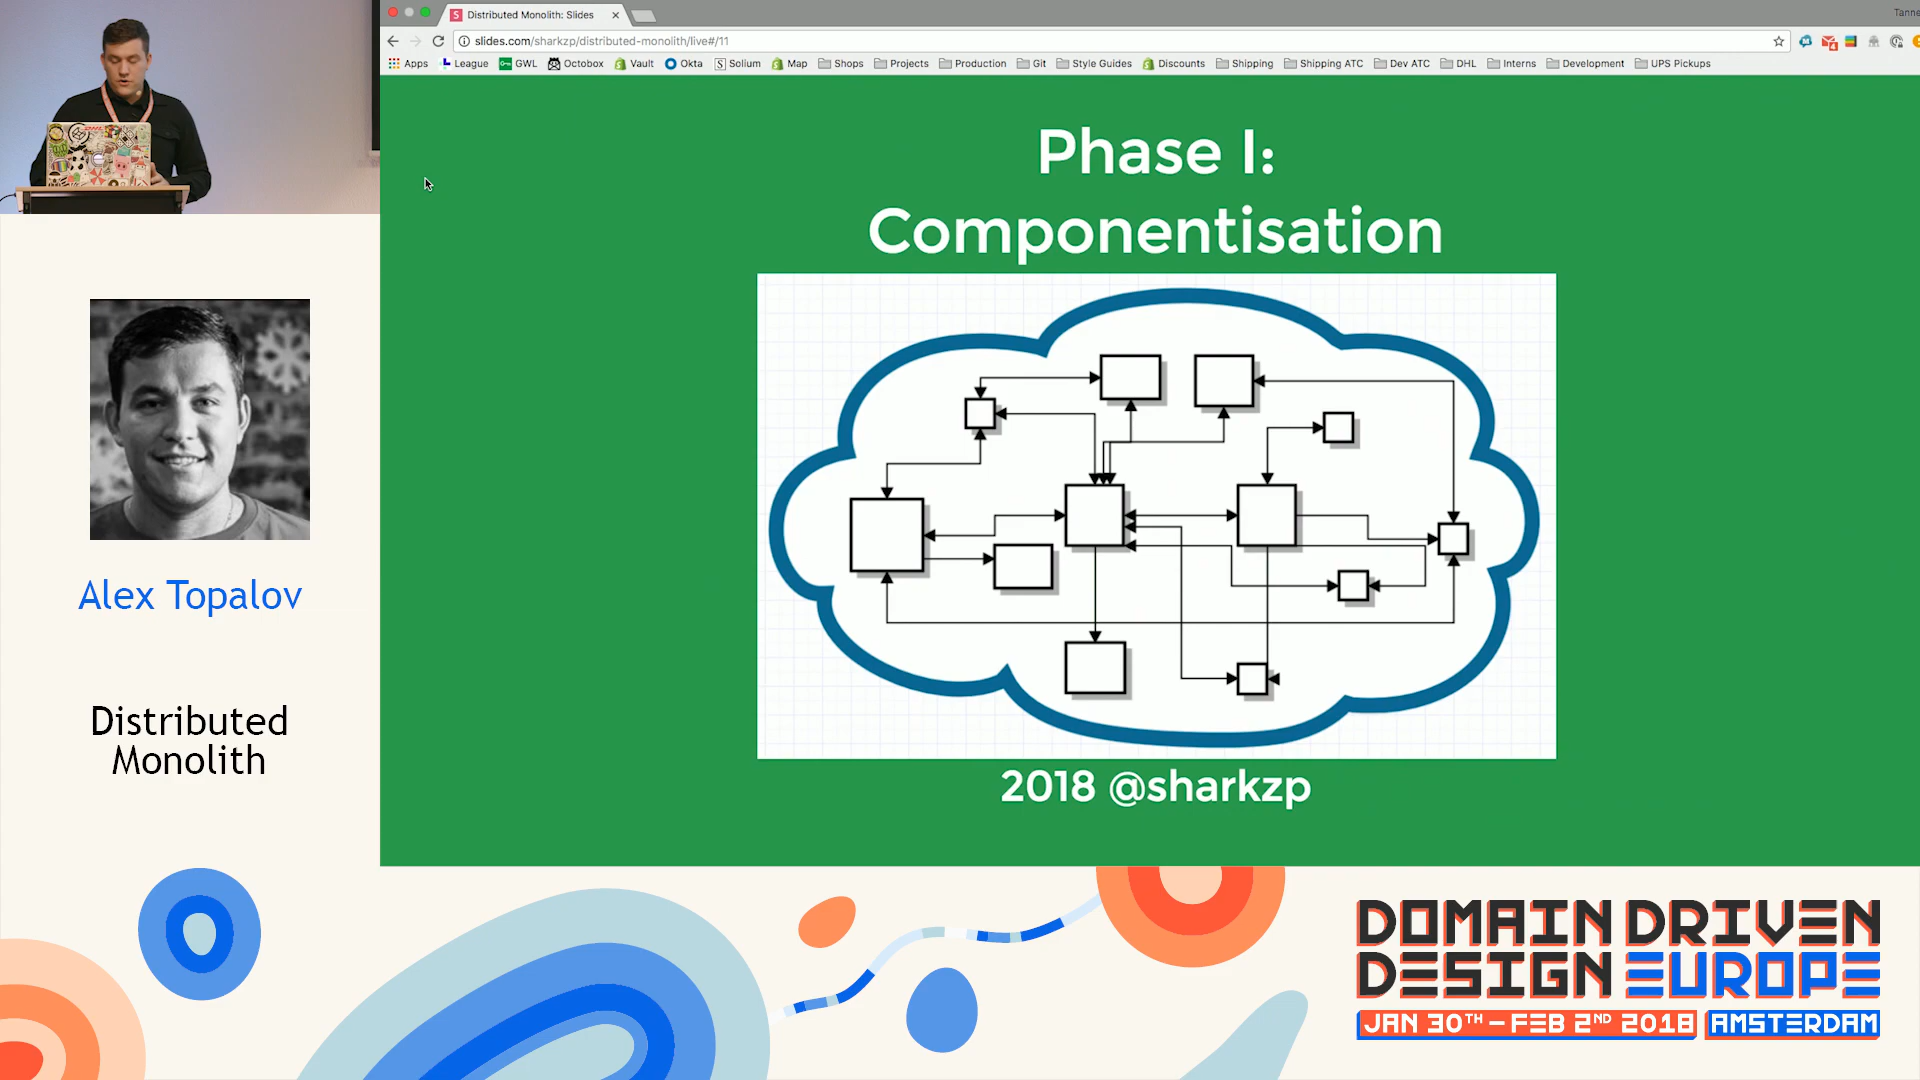 Distributed Monolith: Slides
Tanne
slides.com/sharkzp/distributed-monolith/live#/11
Apps League GWL Octobox Vault Okta Solium Map Shops Projects Production Git Style Guides Discounts Shipping Shipping ATC Dev ATC DHL Interns Development UPS Pickups
Phase I:
Componentisation
2018 @sharkzp
Alex Topalov
Distributed
Monolith
DOMAIN DRIVEN
DESIGN EUROPE
JAN 30TH – FEB 2ND 2018 AMSTERDAM